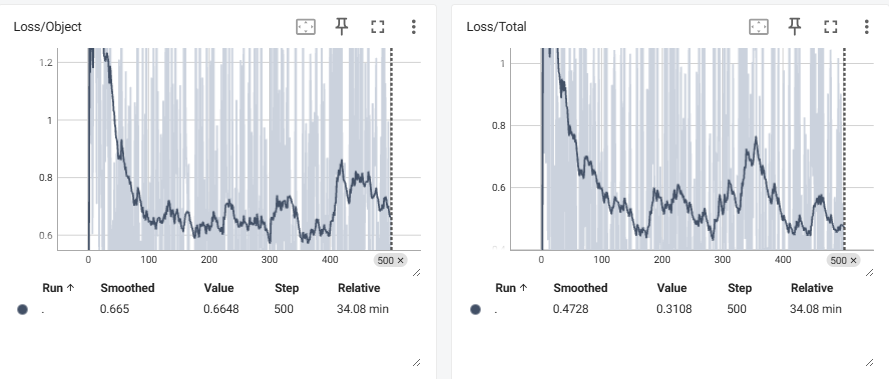 Loss/Object
1.2
1
0.8
0.6
0 100 200 300 400 500 ×
Run ↑ Smoothed Value Step Relative
. 0.665 0.6648 500 34.08 min
Loss/Total
1
0.8
0.6
0 100 200 300 400 500 ×
Run ↑ Smoothed Value Step Relative
. 0.4728 0.3108 500 34.08 min